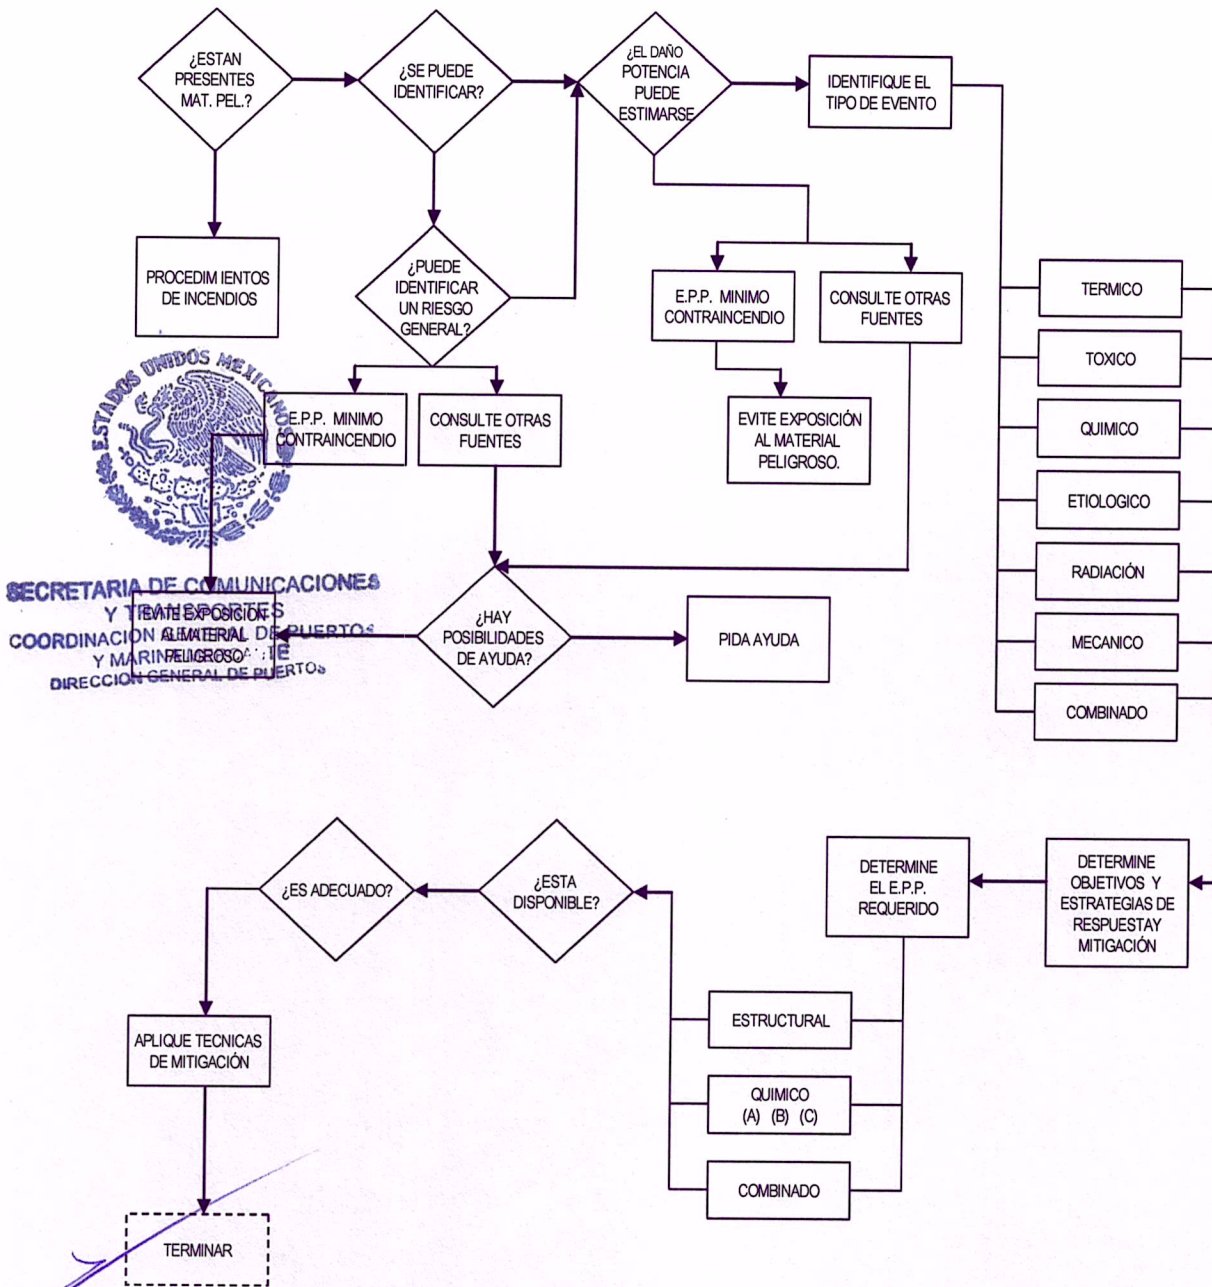 ¿ESTAN
PRESENTES
MAT. PEL.?
¿SE PUEDE
IDENTIFICAR?
¿EL DAÑO
POTENCIA
PUEDE
ESTIMARSE
IDENTIFIQUE EL
TIPO DE EVENTO
PROCEDIM IENTOS
DE INCENDIOS
¿PUEDE
IDENTIFICAR
UN RIESGO
GENERAL?
E.P.P. MINIMO
CONTRAINCENDIO
CONSULTE OTRAS
FUENTES
TERMICO
TOXICO
QUIMICO
ETIOLOGICO
RADIACIÓN
MECANICO
COMBINADO
ESTADOS UNIDOS MEXICANOS
E.P.P. MINIMO
CONTRAINCENDIO
CONSULTE OTRAS
FUENTES
EVITE EXPOSICIÓN
AL MATERIAL
PELIGROSO.
SECRETARIA DE COMUNICACIONES
Y TRANSPORTES
COORDINACION GENERAL DE PUERTOS
Y MARINA
DIRECCION GENERAL DE PUERTOS
EVITE EXPOSICIÓN
AL MATERIAL
PELIGROSO
¿HAY
POSIBILIDADES
DE AYUDA?
PIDA AYUDA
¿ES ADECUADO?
¿ESTA
DISPONIBLE?
DETERMINE
EL E.P.P.
REQUERIDO
DETERMINE
OBJETIVOS Y
ESTRATEGIAS DE
RESPUESTAY
MITIGACIÓN
ESTRUCTURAL
QUIMICO
(A) (B) (C)
COMBINADO
APLIQUE TECNICAS
DE MITIGACIÓN
TERMINAR